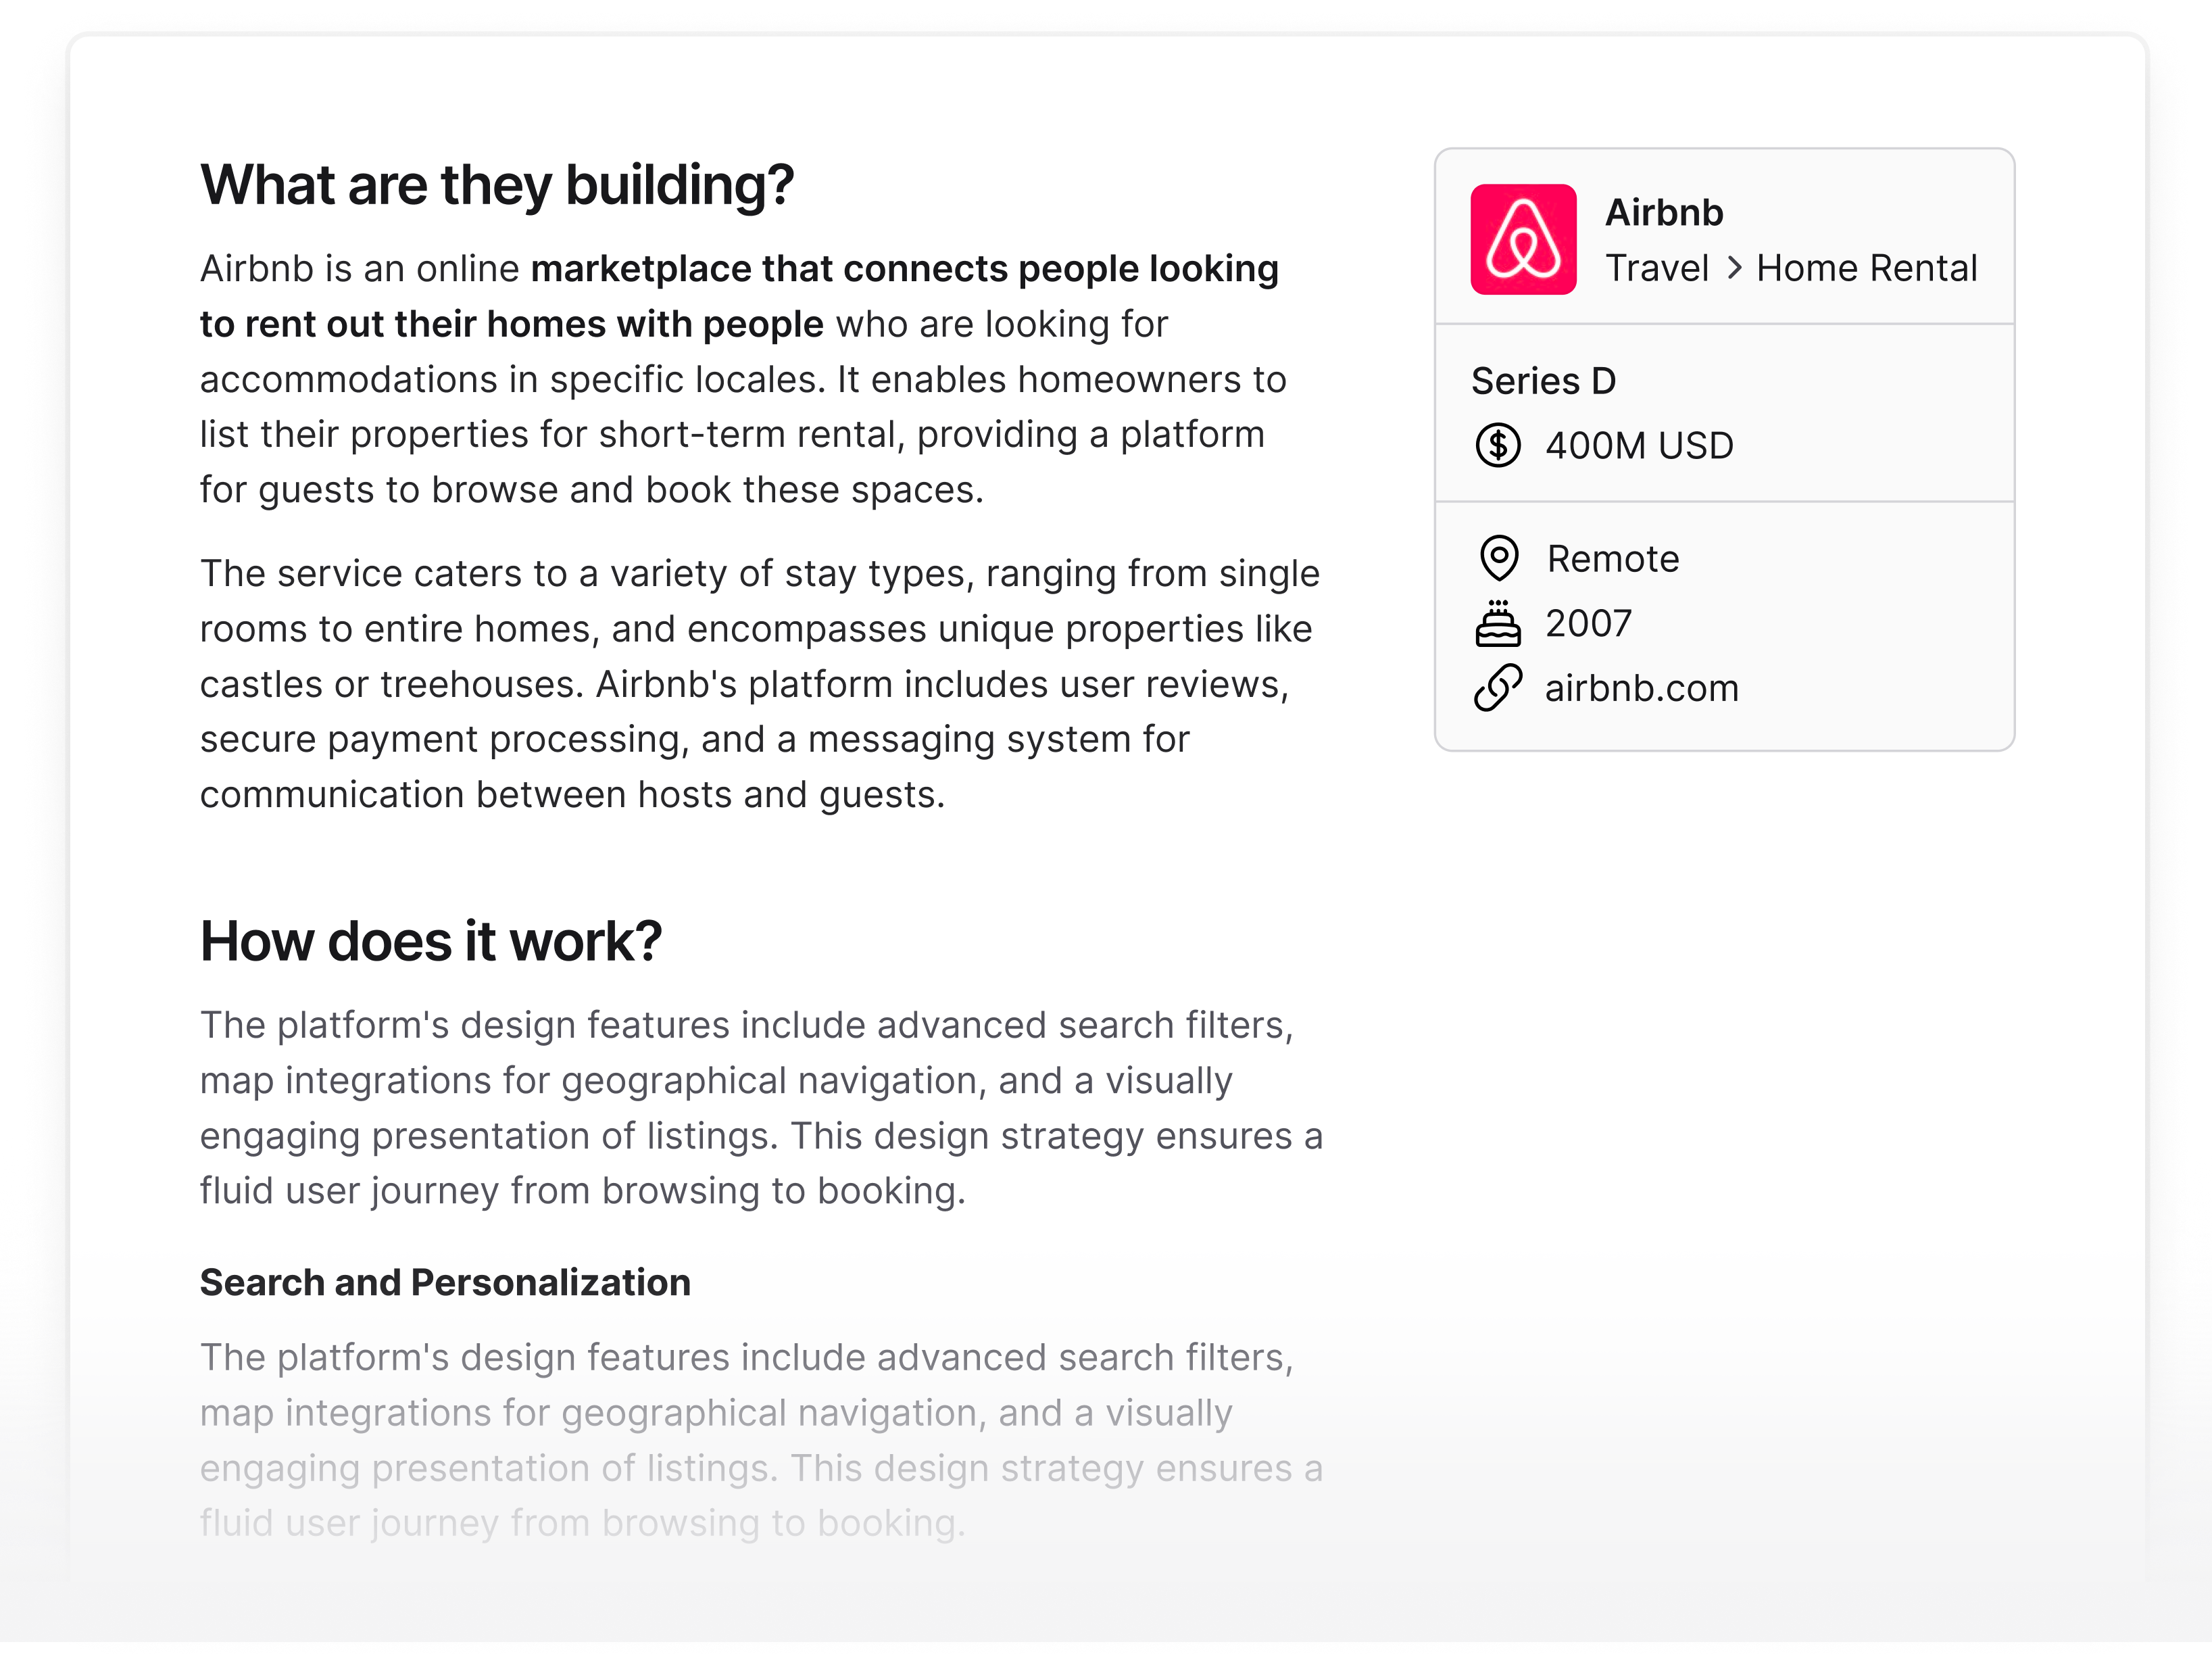 What are they building?
Airbnb is an online marketplace that connects people looking
to rent out their homes with people who are looking for
accommodations in specific locales. It enables homeowners to
list their properties for short-term rental, providing a platform
for guests to browse and book these spaces.
The service caters to a variety of stay types, ranging from single
rooms to entire homes, and encompasses unique properties like
castles or treehouses. Airbnb's platform includes user reviews,
secure payment processing, and a messaging system for
communication between hosts and guests.
How does it work?
The platform's design features include advanced search filters,
map integrations for geographical navigation, and a visually
engaging presentation of listings. This design strategy ensures a
fluid user journey from browsing to booking.
Search and Personalization
The platform's design features include advanced search filters,
map integrations for geographical navigation, and a visually
engaging presentation of listings. This design strategy ensures a
fluid user journey from browsing to booking.
Airbnb
Travel > Home Rental
Series D
400M USD
Remote
2007
airbnb.com